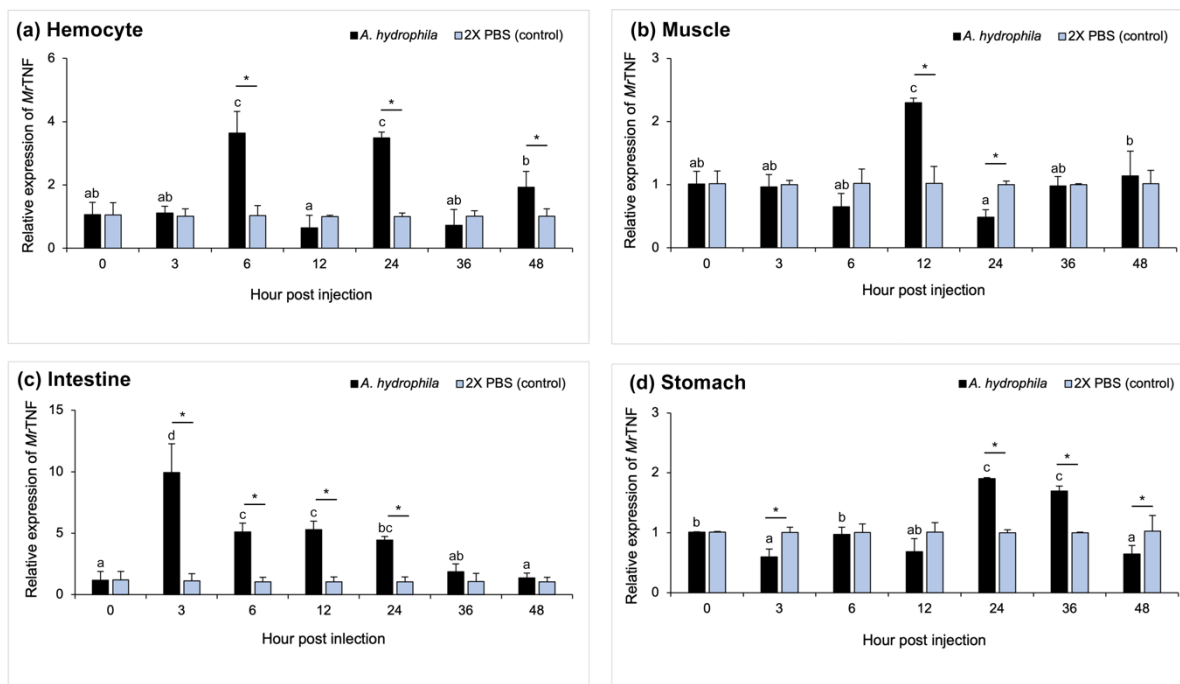 (a) Hemocyte
A. hydrophila 2X PBS (control)
Relative expression of MrTNF
6
4
2
0
ab ab c a c b
* * *
0 3 6 12 24 36 48
Hour post injection
(b) Muscle
A. hydrophila 2X PBS (control)
Relative expression of MrTNF
3
2
1
0
ab ab ab c a ab b
* *
0 3 6 12 24 36 48
Hour post injection
(c) Intestine
A. hydrophila 2X PBS (control)
Relative expression of MrTNF
15
10
5
0
a d c c bc ab a
* * * *
0 3 6 12 24 36 48
Hour post inlection
(d) Stomach
A. hydrophila 2X PBS (control)
Relative expression of MrTNF
3
2
1
0
b a b ab c c a
* * * *
0 3 6 12 24 36 48
Hour post injection